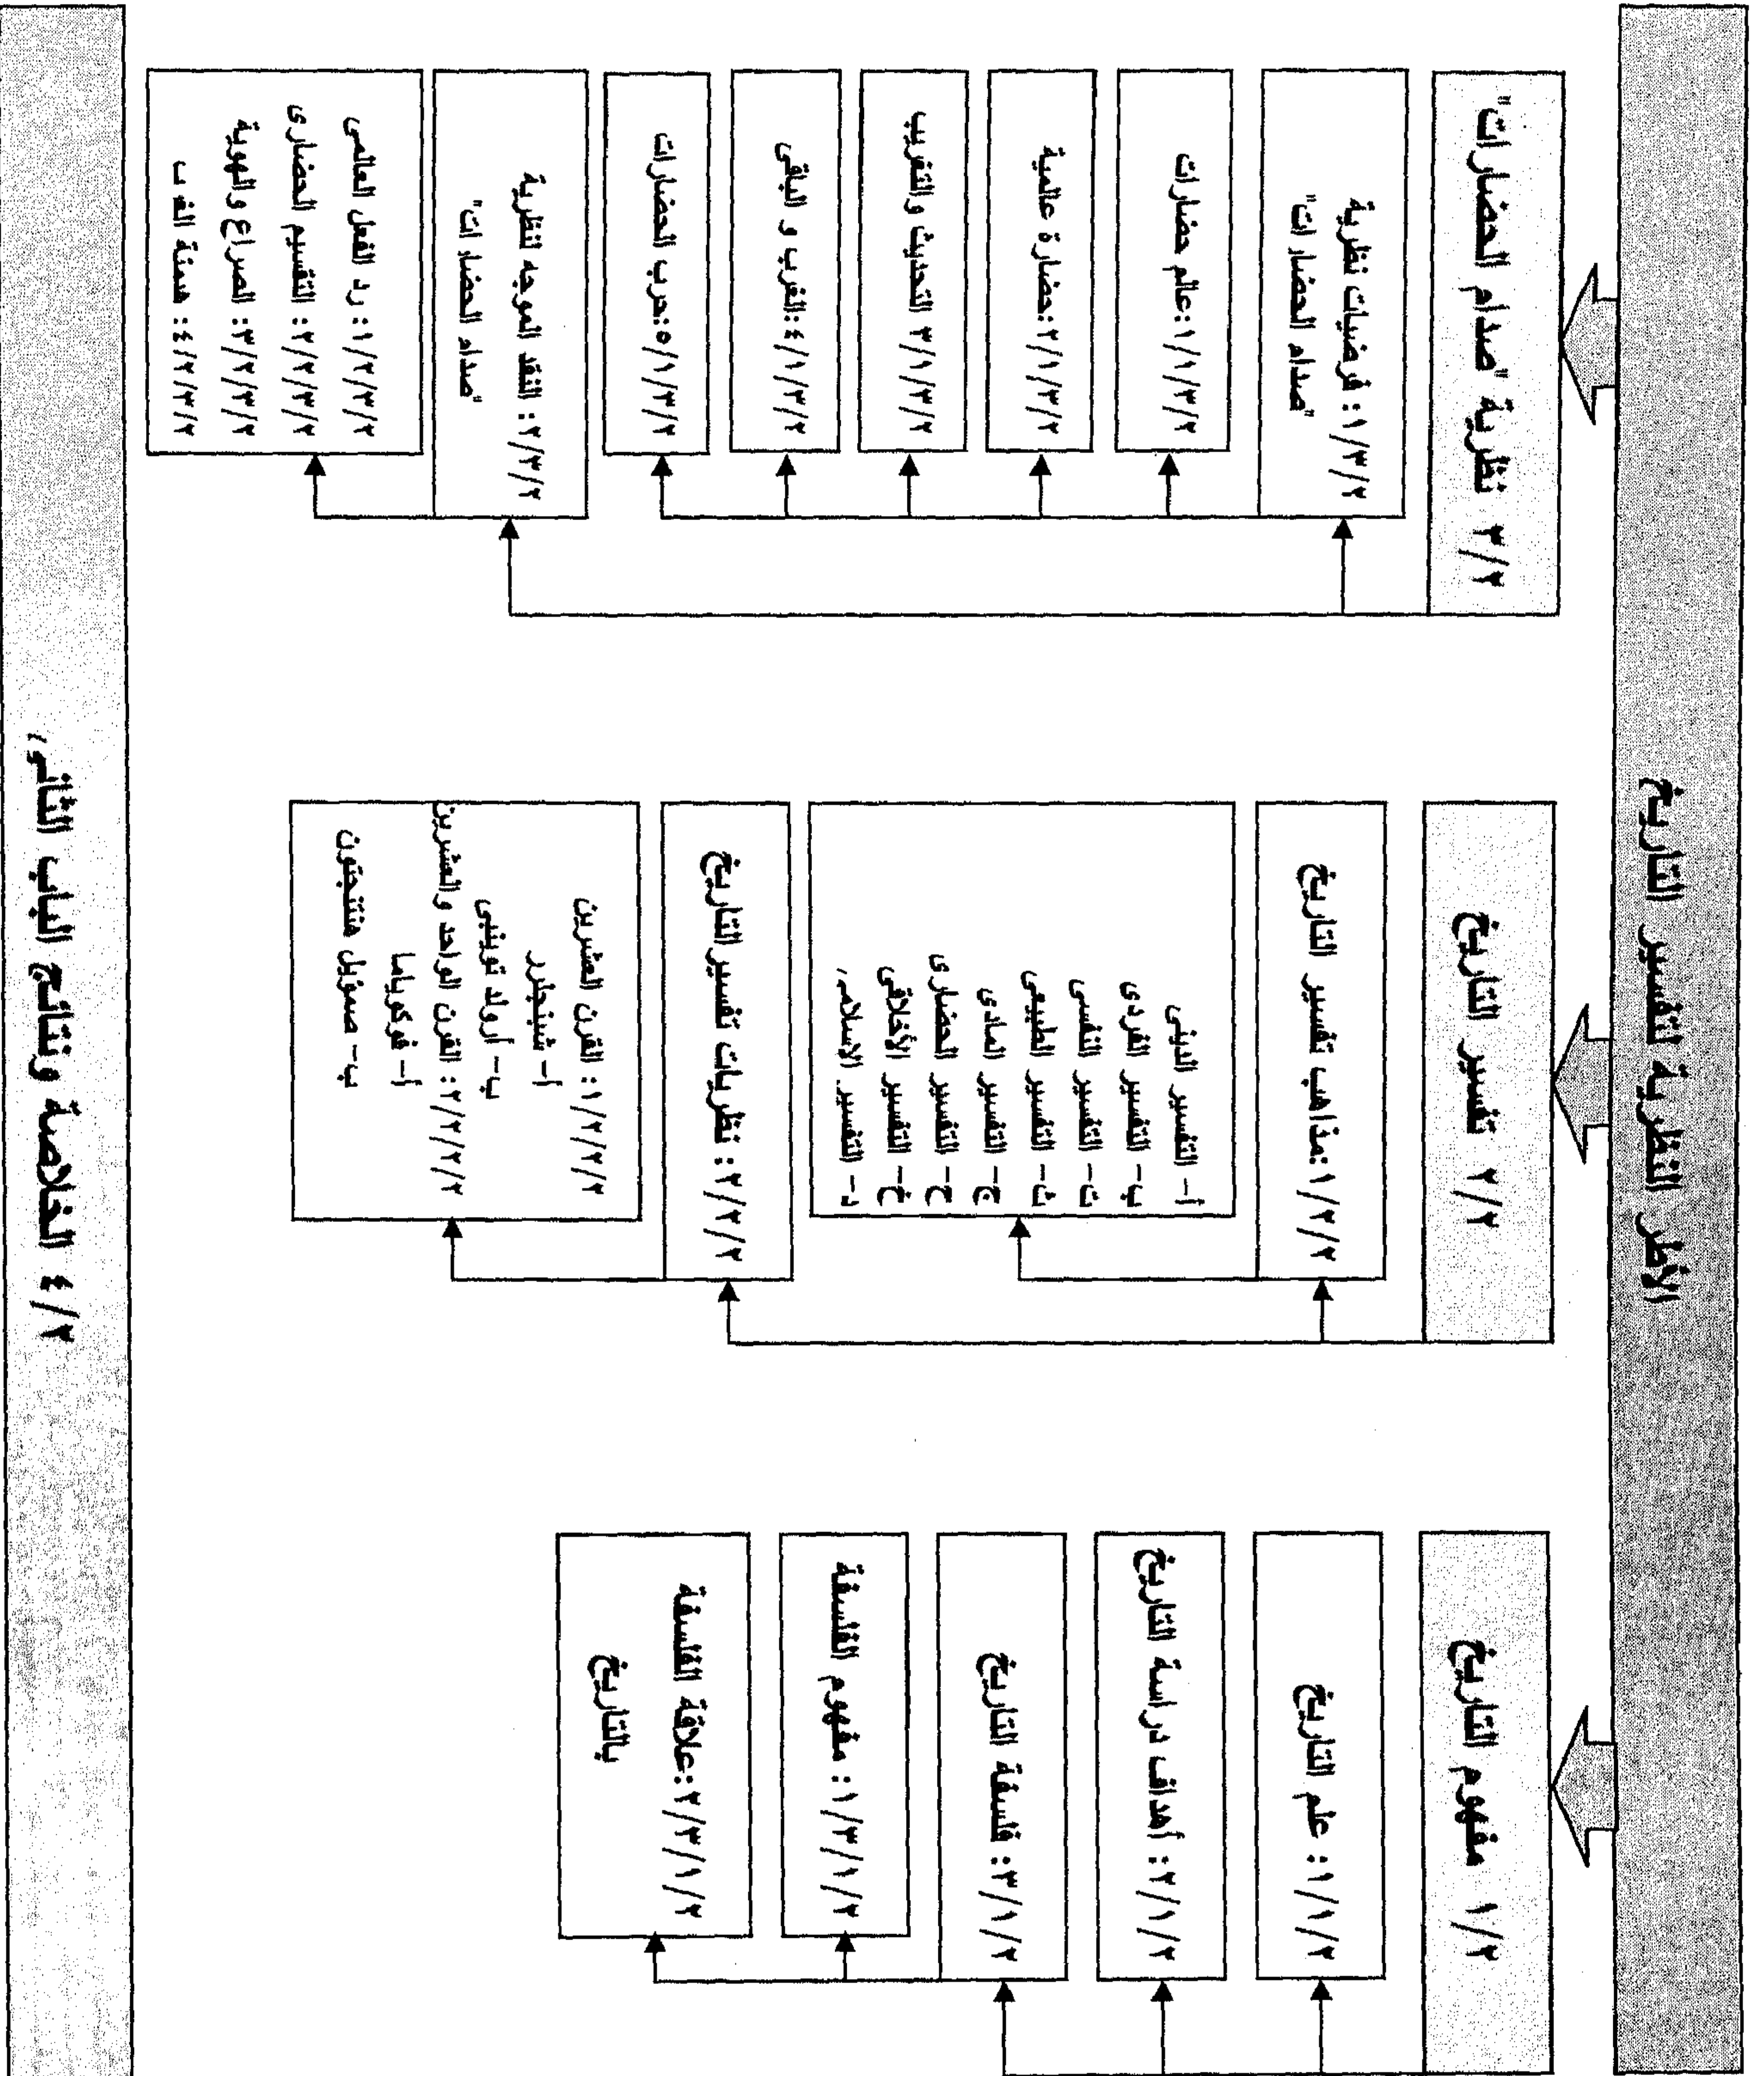 الأطر النظرية لتفسير التاريخ
١/٢ مفهوم التاريخ
١/١/٢: علم التاريخ
٢/١/٢: أهداف دراسة التاريخ
٣/١/٢: فلسفة التاريخ
١/٣/١/٢: مفهوم الفلسفة
٢/٣/١/٢: علاقة الفلسفة
بالتاريخ
٢/٢ تفسير التاريخ
١/٢/٢: مذاهب تفسير التاريخ
أ- التفسير الدينى
ب- التفسير الفردى
ت- التفسير النفسى
ث- التفسير الطبيعى
ج- التفسير المادى
ح- التفسير الحضارى
خ- التفسير الأخلاقى
د- التفسير الإسلامى
٢/٢/٢: نظريات تفسير التاريخ
١/٢/٢/٢: القرن العشرين
أ- شبنجلر
ب- أرولد توينبى
٢/٢/٢/٢: القرن الواحد والعشرين
أ- فوكوياما
ب- صموئيل هنتنجتون
٣/٢ نظرية "صدام الحضارات"
١/٣/٢: فرضيات نظرية
"صدام الحضارات"
١/١/٣/٢: عالم حضارات
٢/١/٣/٢: حضارة عالمية
٣/١/٣/٢ التحديث والتغريب
٤/١/٣/٢: الغرب و الباقى
٥/١/٣/٢: حرب الحضارات
٢/٣/٢: النقد الموجه لنظرية
"صدام الحضارات"
١/٢/٣/٢: رد الفعل العالمى
٢/٢/٣/٢: التقسيم الحضارى
٣/٢/٣/٢: الصراع والهوية
٤/٢/٣/٢: هيمنة الغرب
٤/٢ الخلاصة ونتائج الباب الثانى